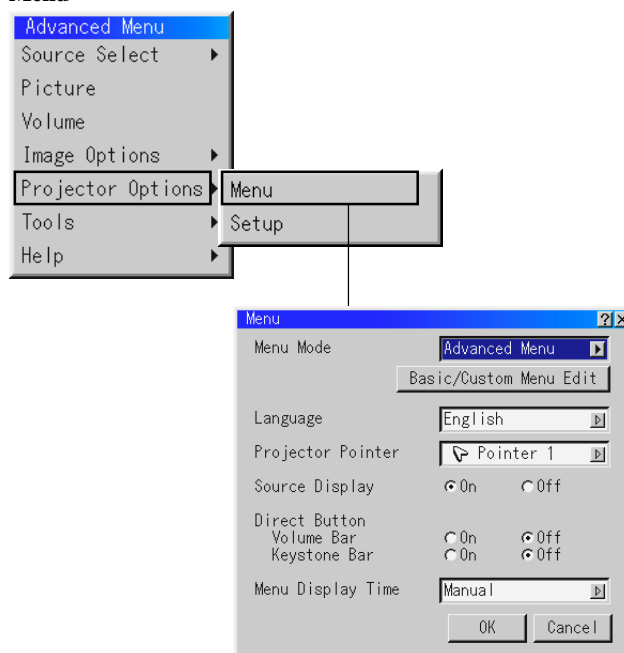 Menu
Advanced Menu
Source Select
Picture
Volume
Image Options
Projector Options
Menu
Tools
Setup
Help
Menu
Menu Mode
Advanced Menu
Basic/Custom Menu Edit
Language
English
Projector Pointer
Pointer 1
Source Display
On Off
Direct Button
Volume Bar
On Off
Keystone Bar
On Off
Menu Display Time
Manual
OK Cancel